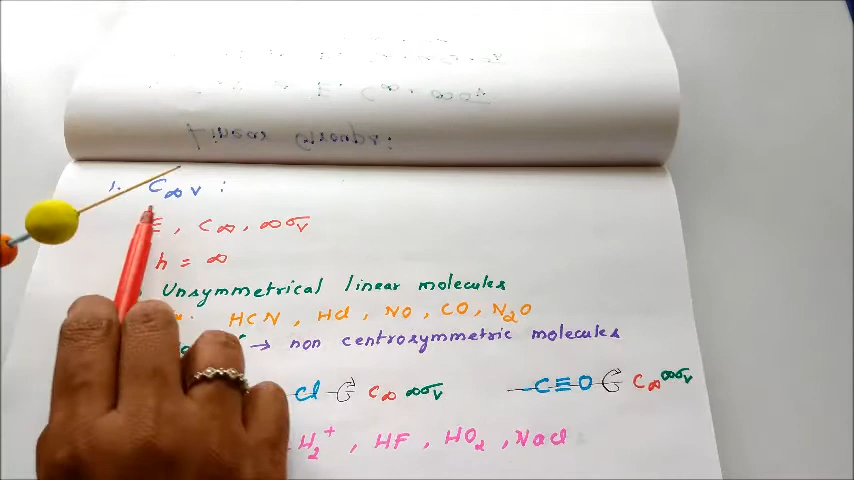 1. C∞v :
E, C∞, ∞σv
h = ∞
Unsymmetrical linear molecules
HCN, HCl, NO, CO, N2O
→ non centrosymmetric molecules
Cl C∞ ∞σv —C≡O— C∞ ∞σv
H2+, HF, HO2, NaCl